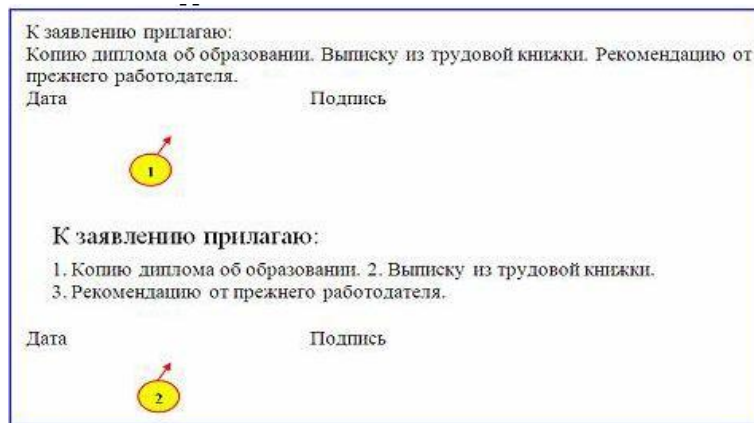 К заявлению прилагаю:
Копию диплома об образовании. Выписку из трудовой книжки. Рекомендацию от
прежнего работодателя.
Дата Подпись
1
К заявлению прилагаю:
1. Копию диплома об образовании. 2. Выписку из трудовой книжки.
3. Рекомендацию от прежнего работодателя.
Дата Подпись
2